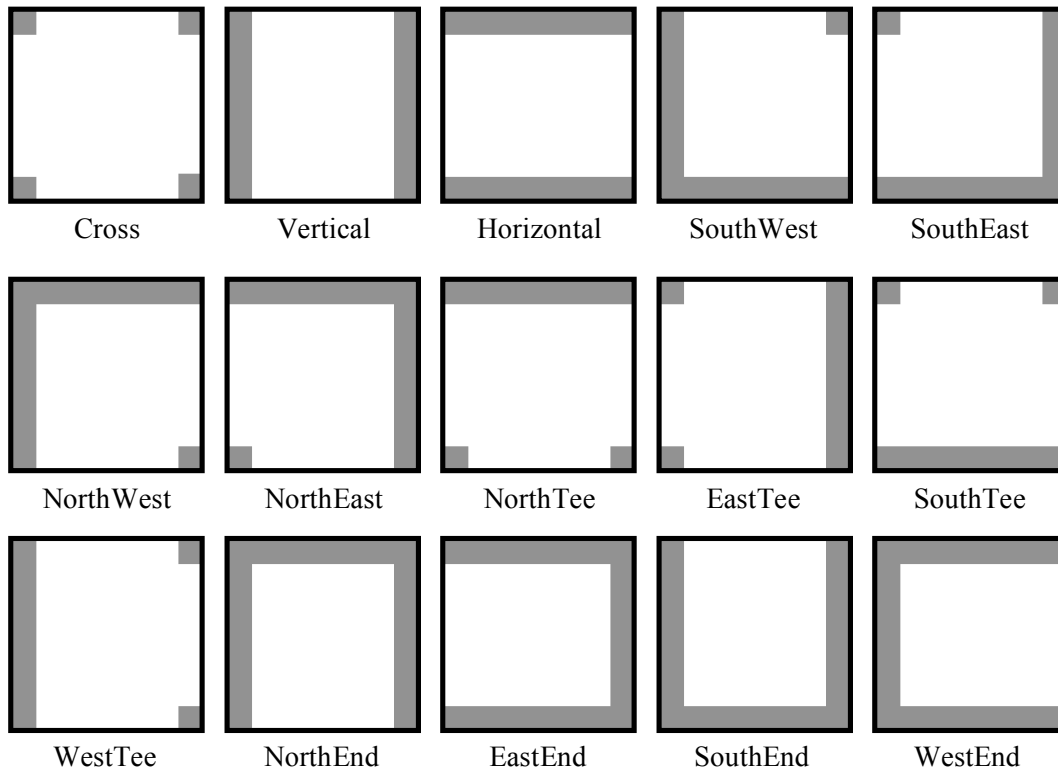 Cross Vertical Horizontal SouthWest SouthEast
NorthWest NorthEast NorthTee EastTee SouthTee
WestTee NorthEnd EastEnd SouthEnd WestEnd